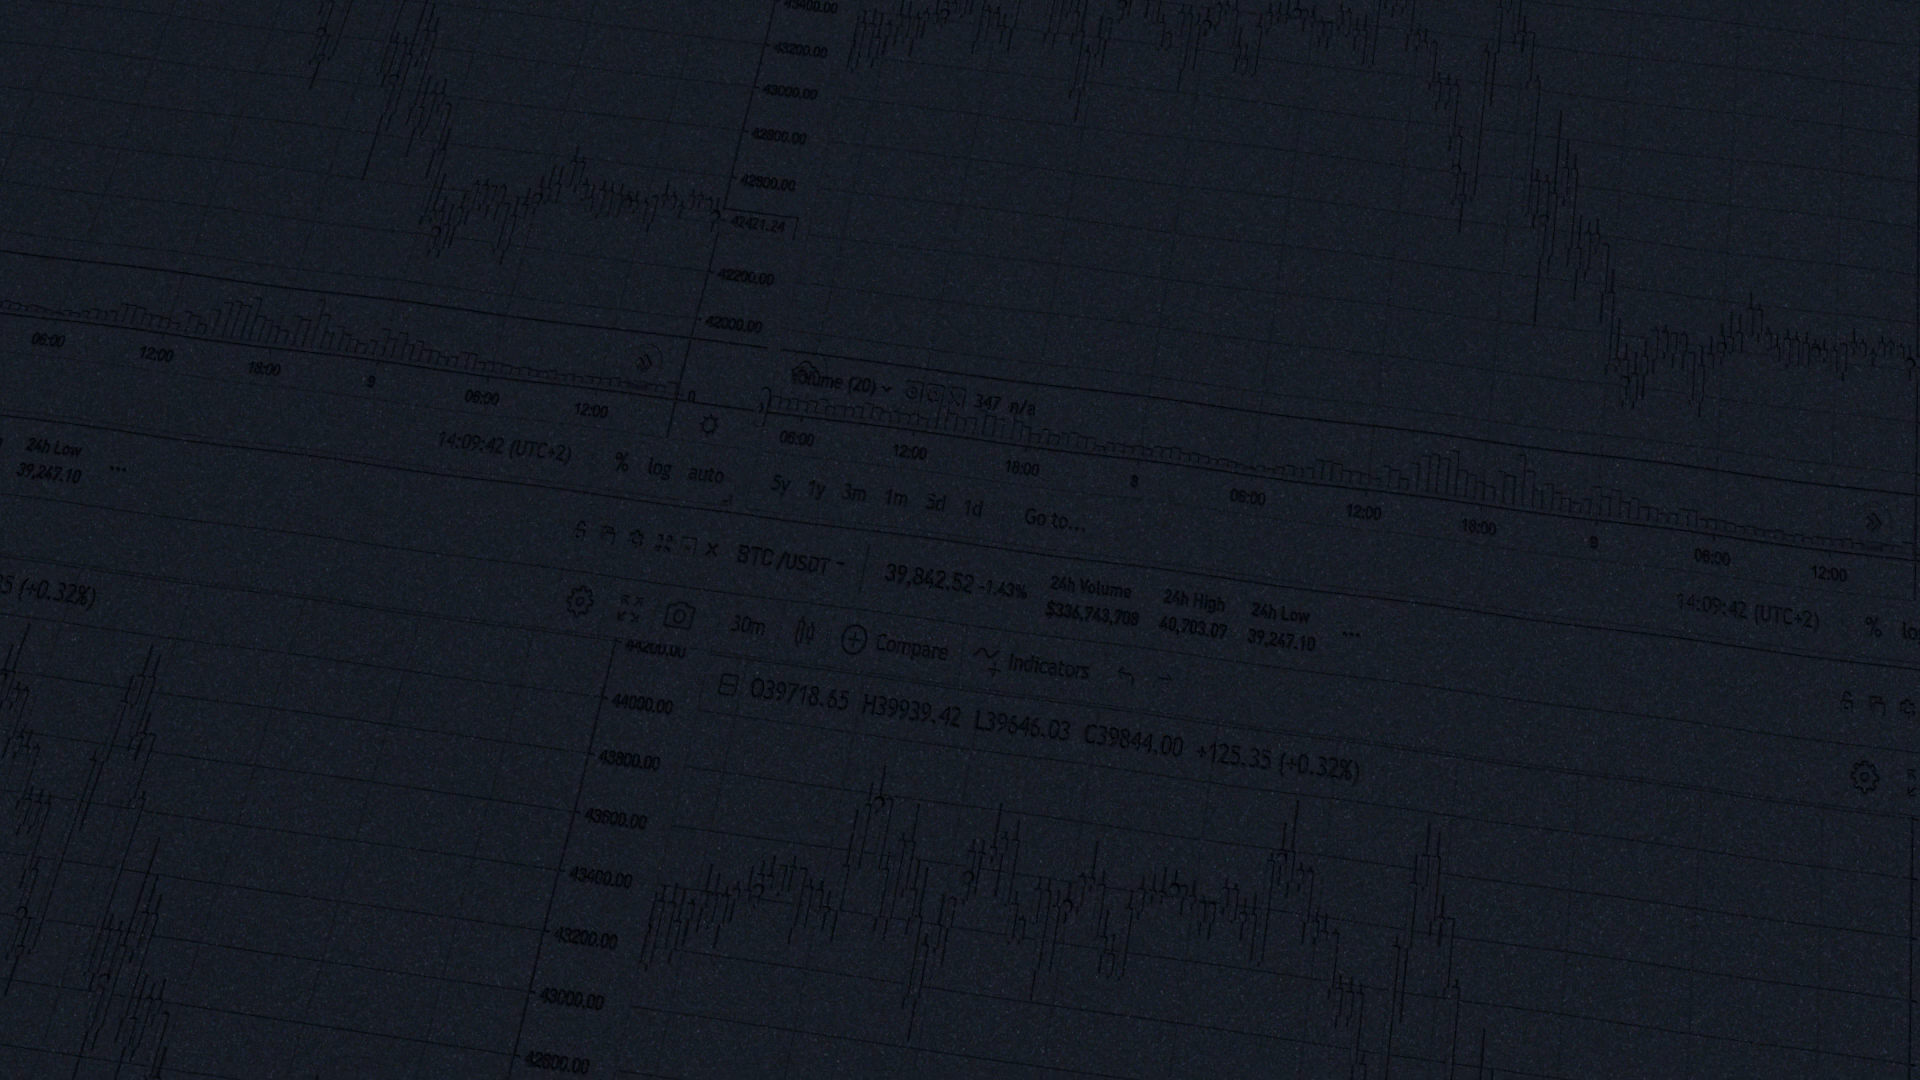 43400.00
43200.00
43000.00
42800.00
42600.00
42421.24
42200.00
42000.00
06:00 12:00 18:00 9 06:00 12:00
0
Volume (20) 347 n/a
06:00 12:00 18:00 9 06:00 12:00 18:00 9 06:00 12:00
24h Low
39,247.10 ...
14:09:42 (UTC+2) % log auto
5y 1y 3m 1m 5d 1d Go to...
14:09:42 (UTC+2) % lo
BTC/USDT 39,842.52 -1.43%
24h Volume 24h High 24h Low
$336,743,708 40,703.07 39,247.10 ...
5 (+0.32%)
30m Compare Indicators
O39718.65 H39939.42 L39646.03 C39844.00 +125.35 (+0.32%)
44200.00
44000.00
43800.00
43600.00
43400.00
43200.00
43000.00
42800.00